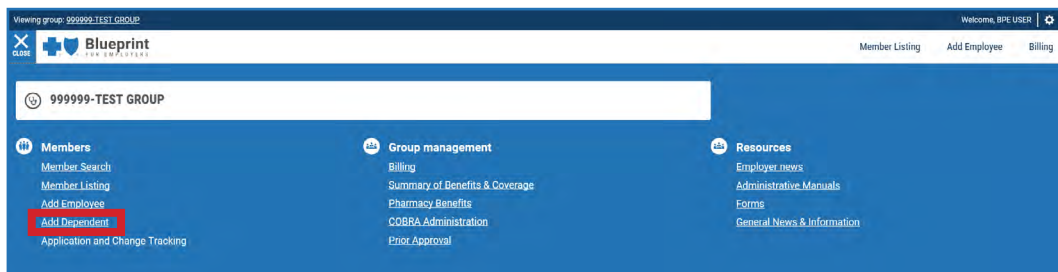 Viewing group: 999999-TEST GROUP
Welcome, BPE USER
CLOSE
Blueprint
FOR EMPLOYERS
Member Listing
Add Employee
Billing
999999-TEST GROUP
Members
Member Search
Member Listing
Add Employee
Add Dependent
Application and Change Tracking
Group management
Billing
Summary of Benefits & Coverage
Pharmacy Benefits
COBRA Administration
Prior Approval
Resources
Employer news
Administrative Manuals
Forms
General News & Information